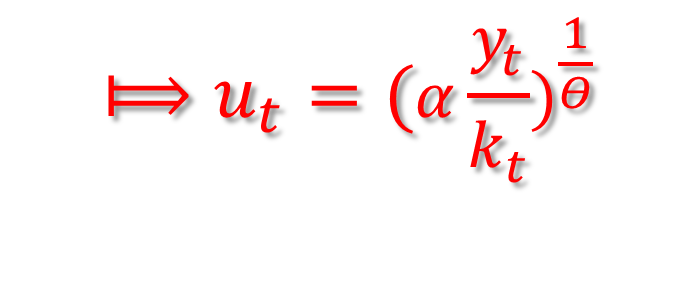 ⟾ u_t = (α y_t / k_t)^{1/θ}